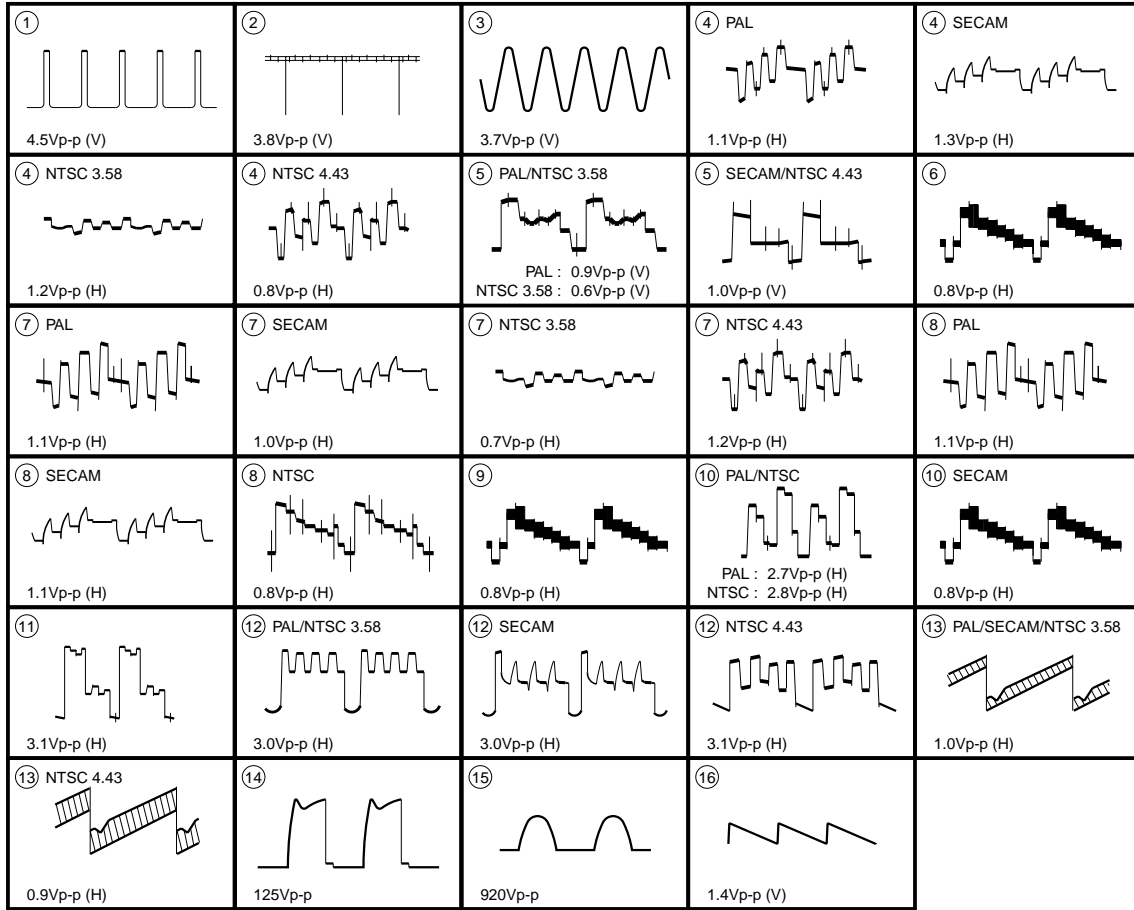 ① 
4.5Vp-p (V)
②
3.8Vp-p (V)
③
3.7Vp-p (V)
④ PAL
1.1Vp-p (H)
④ SECAM
1.3Vp-p (H)
④ NTSC 3.58
1.2Vp-p (H)
④ NTSC 4.43
0.8Vp-p (H)
⑤ PAL/NTSC 3.58
PAL : 0.9Vp-p (V)
NTSC 3.58 : 0.6Vp-p (V)
⑤ SECAM/NTSC 4.43
1.0Vp-p (V)
⑥
0.8Vp-p (H)
⑦ PAL
1.1Vp-p (H)
⑦ SECAM
1.0Vp-p (H)
⑦ NTSC 3.58
0.7Vp-p (H)
⑦ NTSC 4.43
1.2Vp-p (H)
⑧ PAL
1.1Vp-p (H)
⑧ SECAM
1.1Vp-p (H)
⑧ NTSC
0.8Vp-p (H)
⑨
0.8Vp-p (H)
⑩ PAL/NTSC
PAL : 2.7Vp-p (H)
NTSC : 2.8Vp-p (H)
⑩ SECAM
0.8Vp-p (H)
⑪
3.1Vp-p (H)
⑫ PAL/NTSC 3.58
3.0Vp-p (H)
⑫ SECAM
3.0Vp-p (H)
⑫ NTSC 4.43
3.1Vp-p (H)
⑬ PAL/SECAM/NTSC 3.58
1.0Vp-p (H)
⑬ NTSC 4.43
0.9Vp-p (H)
⑭
125Vp-p
⑮
920Vp-p
⑯
1.4Vp-p (V)